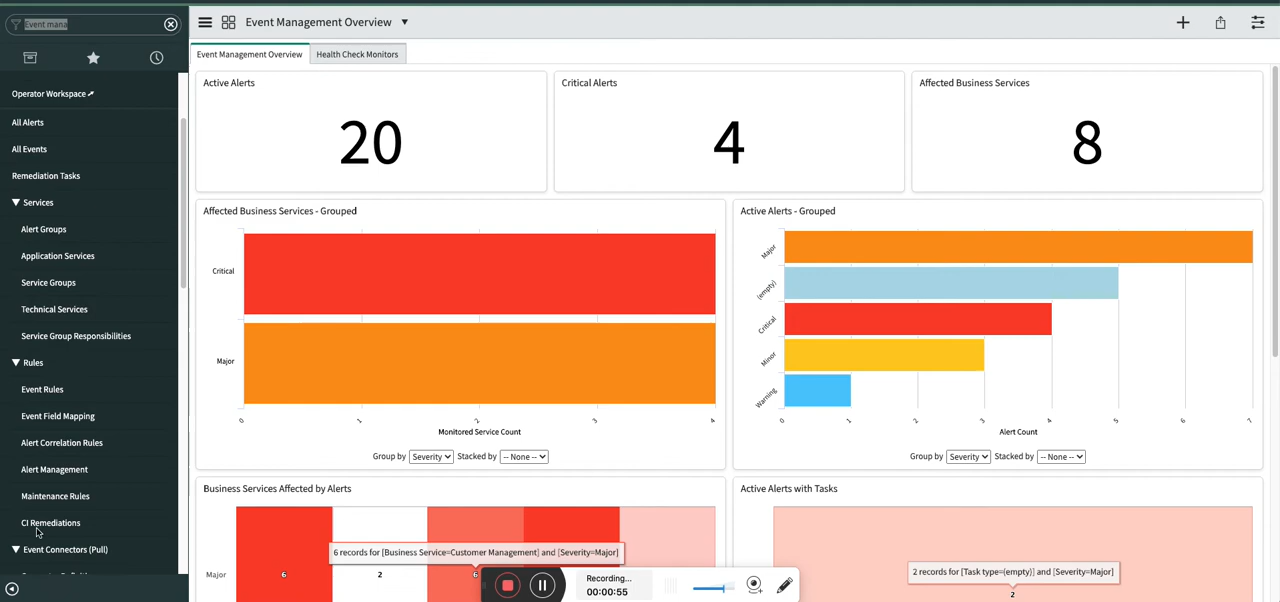 Event mana
Operator Workspace
All Alerts
All Events
Remediation Tasks
Services
Alert Groups
Application Services
Service Groups
Technical Services
Service Group Responsibilities
Rules
Event Rules
Event Field Mapping
Alert Correlation Rules
Alert Management
Maintenance Rules
CI Remediations
Event Connectors (Pull)
Event Management Overview
Event Management Overview
Health Check Monitors
Active Alerts
20
Critical Alerts
4
Affected Business Services
8
Affected Business Services - Grouped
Critical
Major
0 1 2 3 4
Monitored Service Count
Group by Severity Stacked by -- None --
Active Alerts - Grouped
Major
(empty)
Critical
Minor
Warning
0 1 2 3 4 5 6 7
Alert Count
Group by Severity Stacked by -- None --
Business Services Affected by Alerts
Major
6 2 6
6 records for [Business Service=Customer Management] and [Severity=Major]
Active Alerts with Tasks
2 records for [Task type=(empty)] and [Severity=Major]
2
Recording...
00:00:55